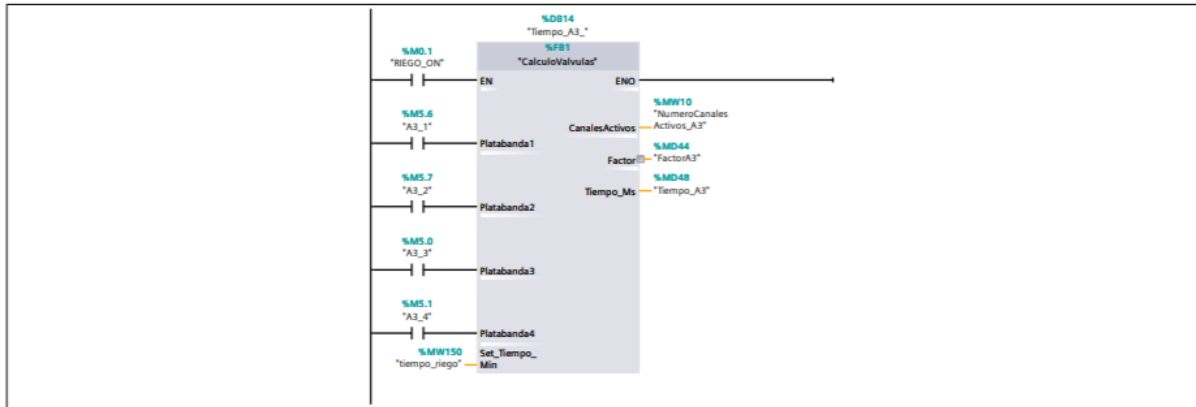 %DB14
"Tiempo_A3_"
%FB1
"CalculoValvulas"
%M0.1
"RIEGO_ON"
EN
ENO
%M5.6
"A3_1"
Platabanda1
%MW10
"NumeroCanales
Activos_A3"
CanalesActivos
%MD44
"FactorA3"
Factor
%M5.7
"A3_2"
Platabanda2
%MD48
"Tiempo_A3"
Tiempo_Ms
%M5.0
"A3_3"
Platabanda3
%M5.1
"A3_4"
Platabanda4
%MW150
"tiempo_riego"
Set_Tiempo_
Min